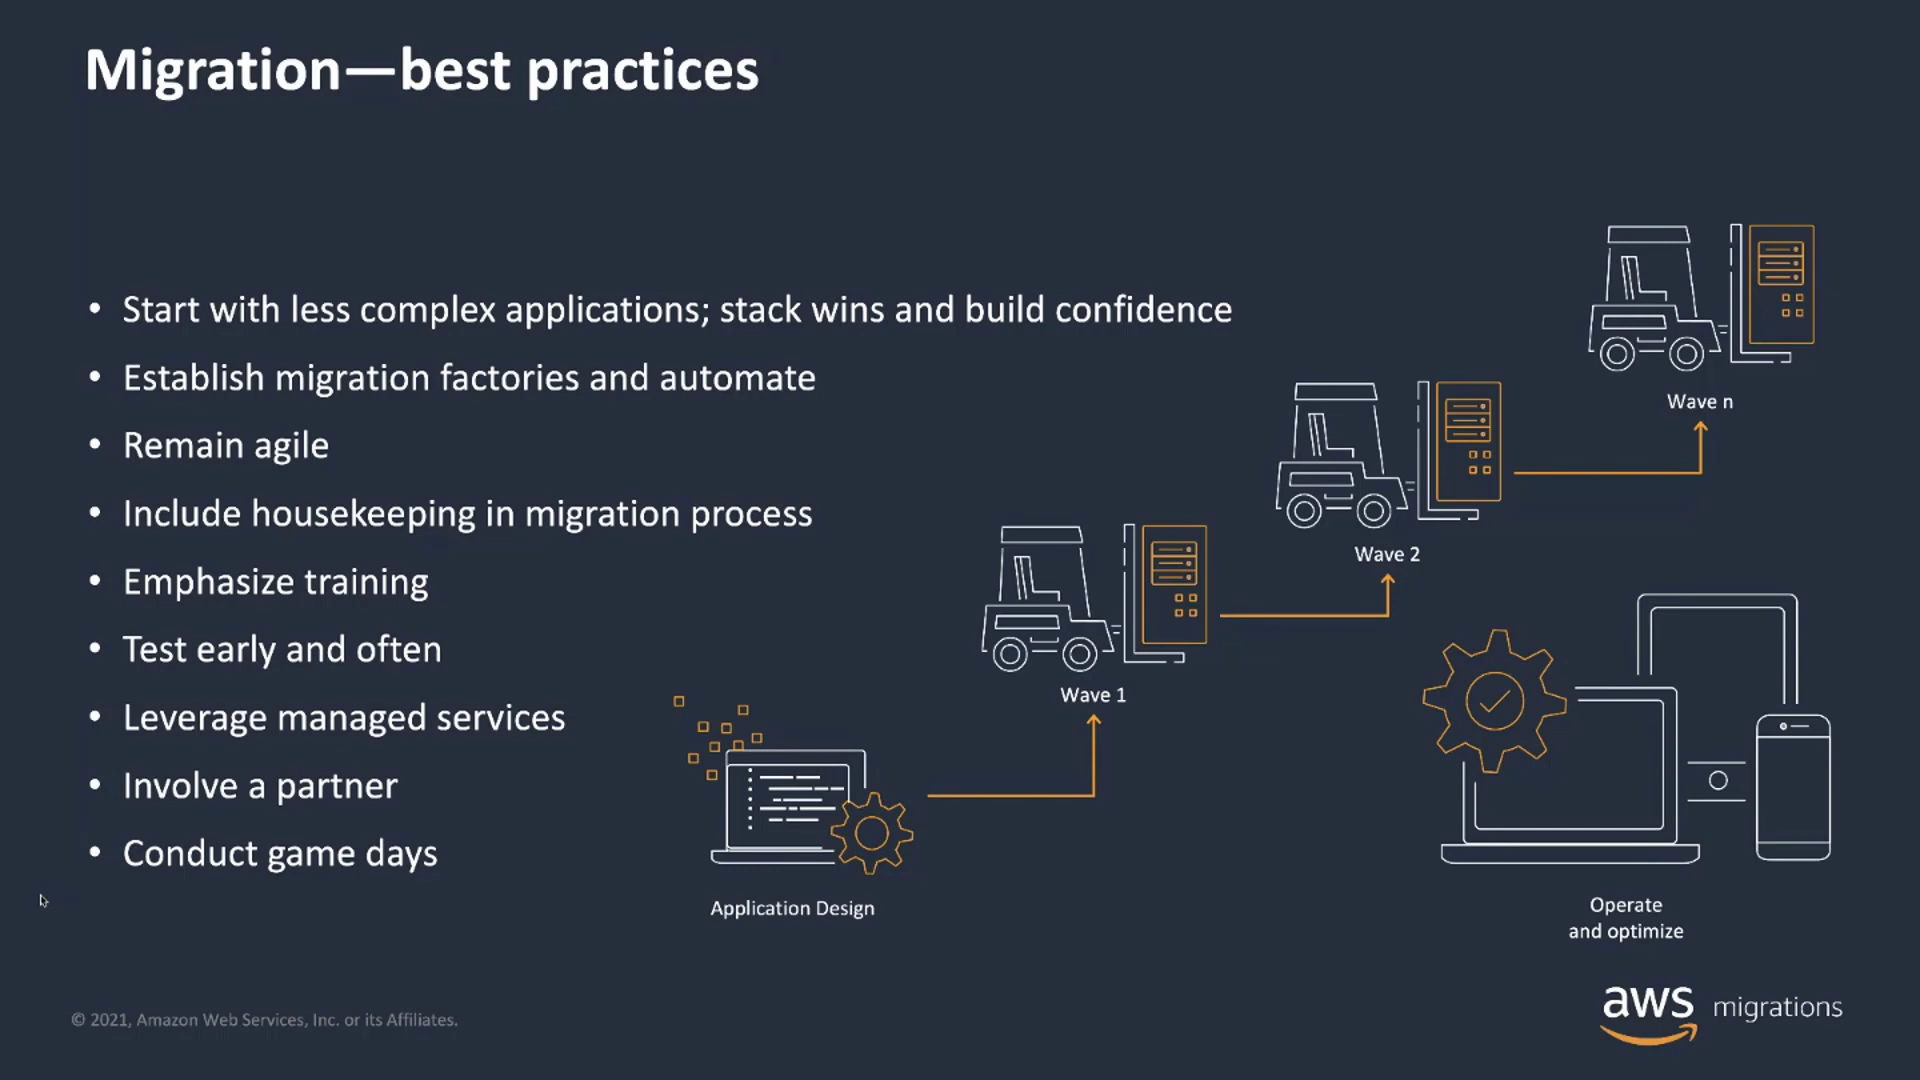 Migration—best practices
• Start with less complex applications; stack wins and build confidence
• Establish migration factories and automate
• Remain agile
• Include housekeeping in migration process
• Emphasize training
• Test early and often
• Leverage managed services
• Involve a partner
• Conduct game days
Application Design
Wave 1
Wave 2
Wave n
Operate
and optimize
© 2021, Amazon Web Services, Inc. or its Affiliates.
aws migrations